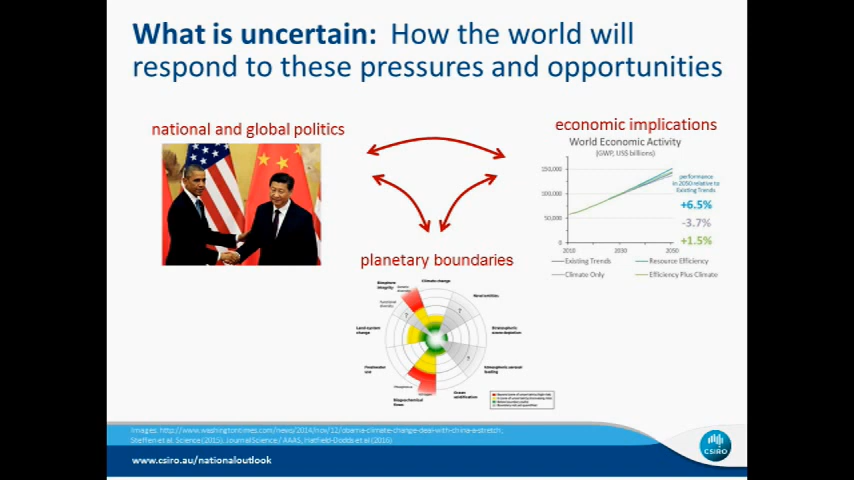 What is uncertain: How the world will
respond to these pressures and opportunities
national and global politics
economic implications
World Economic Activity
(GWP, US$ billions)
150,000
100,000
50,000
0
2010
2030
2050
performance
in 2050 relative to
Existing Trends
+6.5%
-3.7%
+1.5%
Existing Trends
Resource Efficiency
Climate Only
Efficiency Plus Climate
planetary boundaries
Climate change
Biosphere
integrity
Novel entities
?
?
?
Land-system
change
Stratospheric
ozone depletion
Freshwater
use
Atmospheric aerosol
loading
Biogeochemical
flows
Ocean
acidification
Images: http://www.washingtontimes.com/news/2014/nov/12/obama-climate-change-deal-with-china-a-stretch,
Steffen et al. Science (2015). Journal Science / AAAS, Hatfield-Dodds et al (2016)
www.csiro.au/nationaloutlook
CSIRO